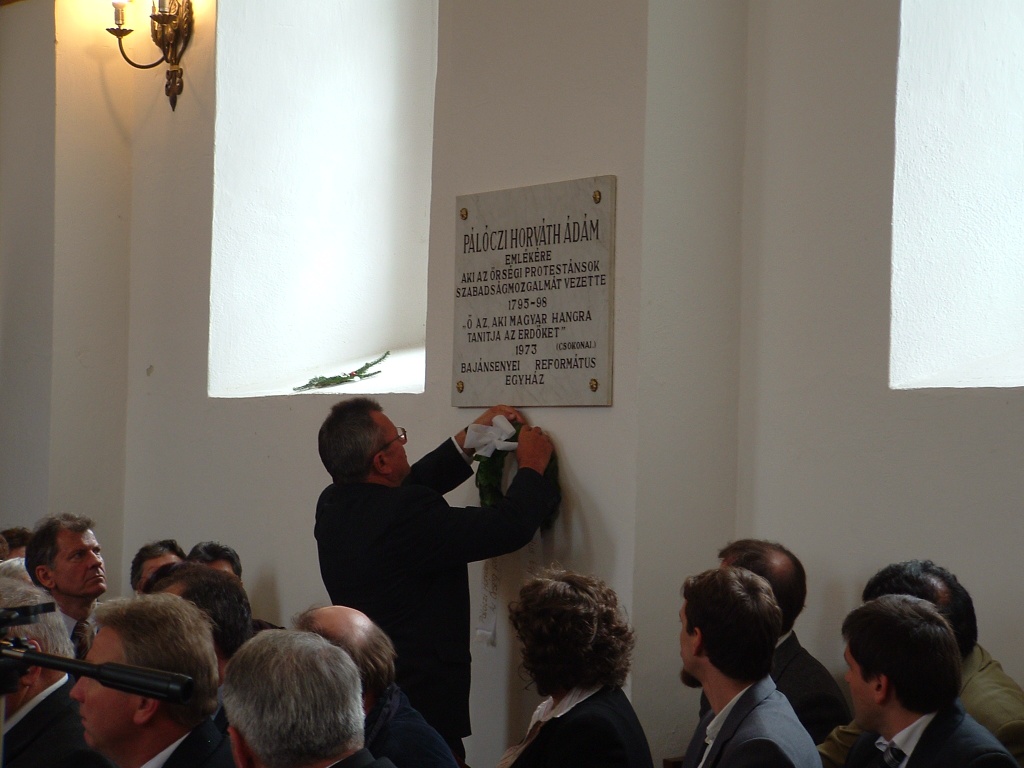 PÁLÓCZI HORVÁTH ÁDÁM
EMLÉKÉRE
AKI AZ ŐRSÉGI PROTESTÁNSOK
SZABADSÁGMOZGALMÁT VEZETTE
1795-98
„Ő AZ, AKI MAGYAR HANGRA
TANITJA AZ ERDŐKET"
1973 (CSOKONAI.)
BAJÁNSENYEI REFORMÁTUS
EGYHÁZ